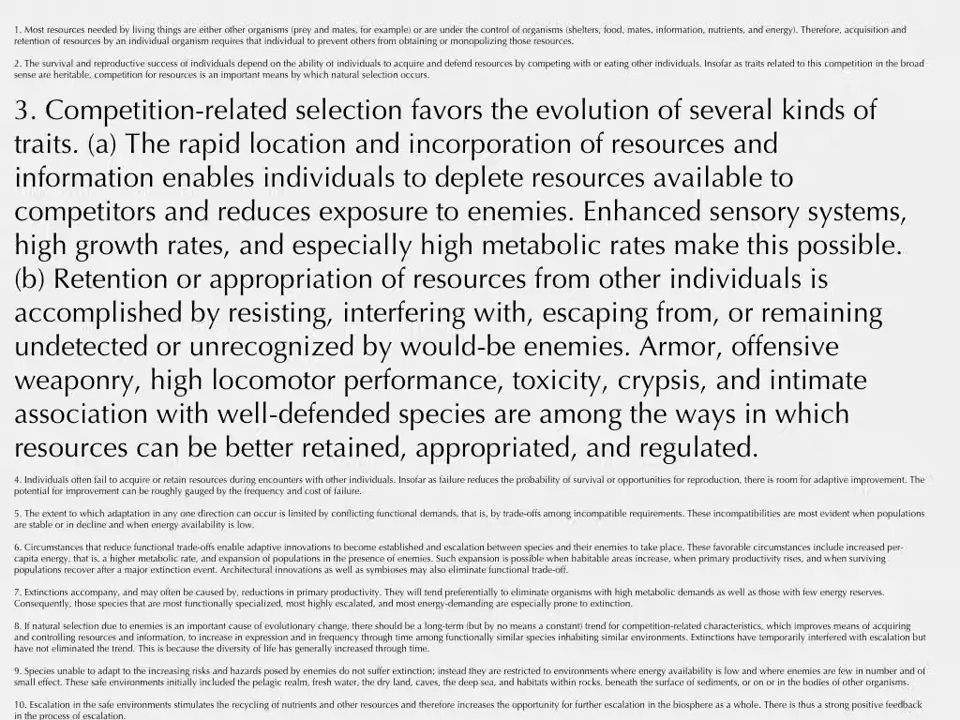 1. Most resources needed by living things are either other organisms (prey and mates, for example) or are under the control of organisms (shelters, food, mates, information, nutrients, and energy). Therefore, acquisition and
retention of resources by an individual organism requires that individual to prevent others from obtaining or monopolizing those resources.
2. The survival and reproductive success of individuals depend on the ability of individuals to acquire and defend resources by competing with or eating other individuals. Insofar as traits related to this competition in the broad
sense are heritable, competition for resources is an important means by which natural selection occurs.
3. Competition-related selection favors the evolution of several kinds of
traits. (a) The rapid location and incorporation of resources and
information enables individuals to deplete resources available to
competitors and reduces exposure to enemies. Enhanced sensory systems,
high growth rates, and especially high metabolic rates make this possible.
(b) Retention or appropriation of resources from other individuals is
accomplished by resisting, interfering with, escaping from, or remaining
undetected or unrecognized by would-be enemies. Armor, offensive
weaponry, high locomotor performance, toxicity, crypsis, and intimate
association with well-defended species are among the ways in which
resources can be better retained, appropriated, and regulated.
4. Individuals often fail to acquire or retain resources during encounters with other individuals. Insofar as failure reduces the probability of survival or opportunities for reproduction, there is room for adaptive improvement. The
potential for improvement can be roughly gauged by the frequency and cost of failure.
5. The extent to which adaptation in any one direction can occur is limited by conflicting functional demands, that is, by trade-offs among incompatible requirements. These incompatibilities are most evident when populations
are stable or in decline and when energy availability is low.
6. Circumstances that reduce functional trade-offs enable adaptive innovations to become established and escalation between species and their enemies to take place. These favorable circumstances include increased per-
capita energy, that is, a higher metabolic rate, and expansion of populations in the presence of enemies. Such expansion is possible when habitable areas increase, when primary productivity rises, and when surviving
populations recover after a major extinction event. Architectural innovations as well as symbioses may also eliminate functional trade-off.
7. Extinctions accompany, and may often be caused by, reductions in primary productivity. They will tend preferentially to eliminate organisms with high metabolic demands as well as those with few energy reserves.
Consequently, those species that are most functionally specialized, most highly escalated, and most energy-demanding are especially prone to extinction.
8. If natural selection due to enemies is an important cause of evolutionary change, there should be a long-term (but by no means a constant) trend for competition-related characteristics, which improves means of acquiring
and controlling resources and information, to increase in expression and in frequency through time among functionally similar species inhabiting similar environments. Extinctions have temporarily interfered with escalation but
have not eliminated the trend. This is because the diversity of life has generally increased through time.
9. Species unable to adapt to the increasing risks and hazards posed by enemies do not suffer extinction; instead they are restricted to environments where energy availability is low and where enemies are few in number and of
small effect. These safe environments initially included the pelagic realm, fresh water, the dry land, caves, the deep sea, and habitats within rocks, beneath the surface of sediments, or on or in the bodies of other organisms.
10. Escalation in the safe environments stimulates the recycling of nutrients and other resources and therefore increases the opportunity for further escalation in the biosphere as a whole. There is thus a strong positive feedback
in the process of escalation.